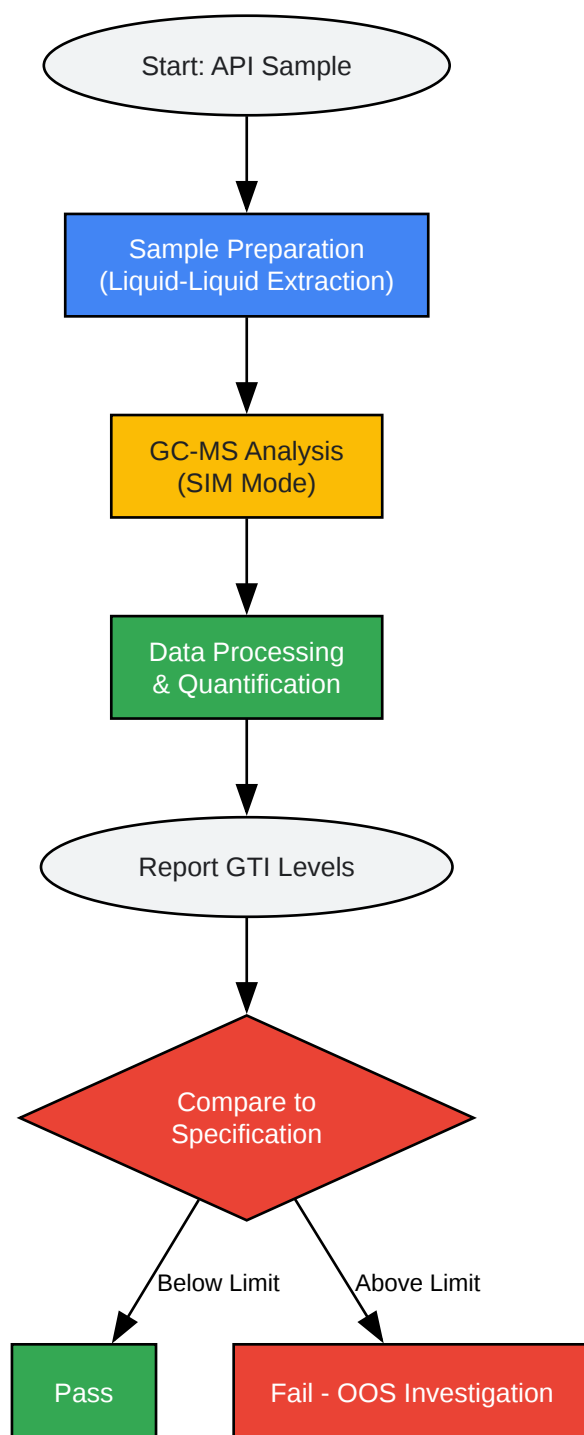 Start: API Sample
Sample Preparation
(Liquid-Liquid Extraction)
GC-MS Analysis
(SIM Mode)
Data Processing
& Quantification
Report GTI Levels
Compare to
Specification
Below Limit
Above Limit
Pass
Fail - OOS Investigation